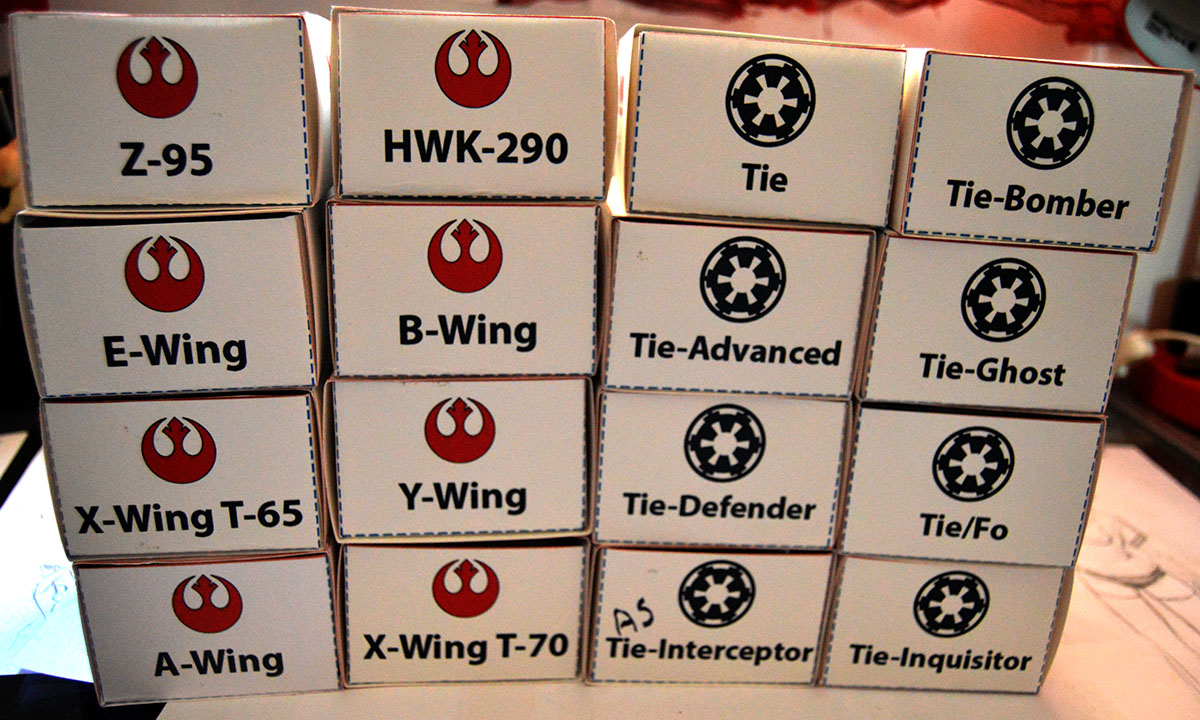 Z-95
HWK-290
Tie
Tie-Bomber
E-Wing
B-Wing
Tie-Advanced
Tie-Ghost
X-Wing T-65
Y-Wing
Tie-Defender
Tie/Fo
A-Wing
X-Wing T-70
AS
Tie-Interceptor
Tie-Inquisitor